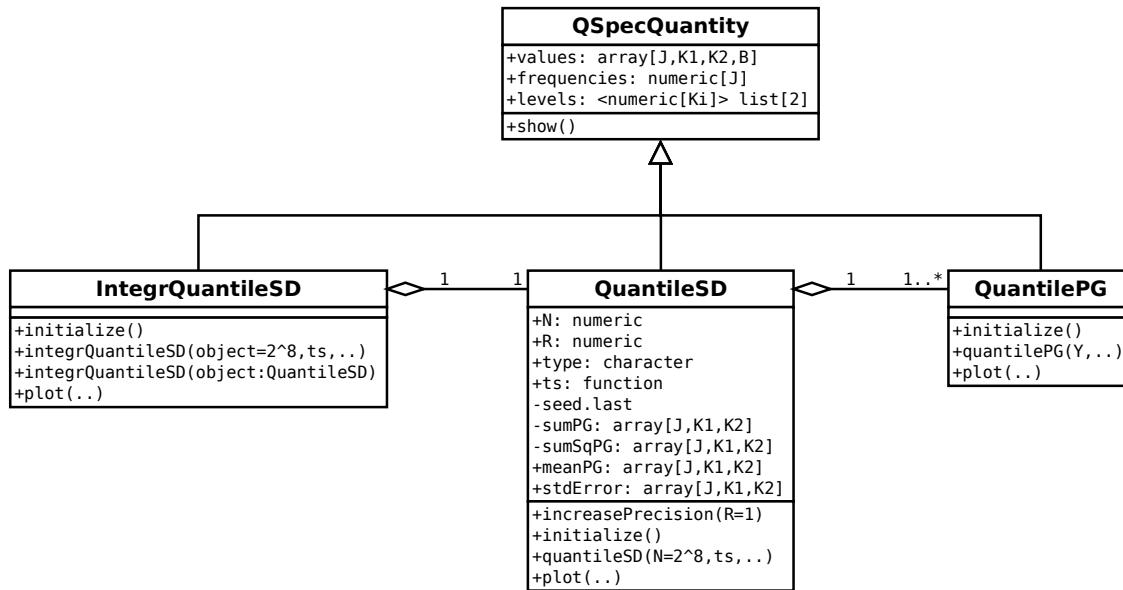 QSpecQuantity
+values: array[J,K1,K2,B]
+frequencies: numeric[J]
+levels: <numeric[Ki]> list[2]
+show()
IntegrQuantileSD
+initialize()
+integrQuantileSD(object=2^8,ts,..)
+integrQuantileSD(object:QuantileSD)
+plot(..)
1
1
QuantileSD
+N: numeric
+R: numeric
+type: character
+ts: function
-seed.last
-sumPG: array[J,K1,K2]
-sumSqPG: array[J,K1,K2]
+meanPG: array[J,K1,K2]
+stdError: array[J,K1,K2]
+increasePrecision(R=1)
+initialize()
+quantileSD(N=2^8,ts,..)
+plot(..)
1
1..*
QuantilePG
+initialize()
+quantilePG(Y,..)
+plot(..)